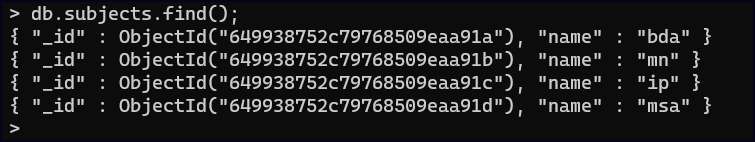 > db.subjects.find();
{ "_id" : ObjectId("649938752c79768509eaa91a"), "name" : "bda" }
{ "_id" : ObjectId("649938752c79768509eaa91b"), "name" : "mn" }
{ "_id" : ObjectId("649938752c79768509eaa91c"), "name" : "ip" }
{ "_id" : ObjectId("649938752c79768509eaa91d"), "name" : "msa" }
>